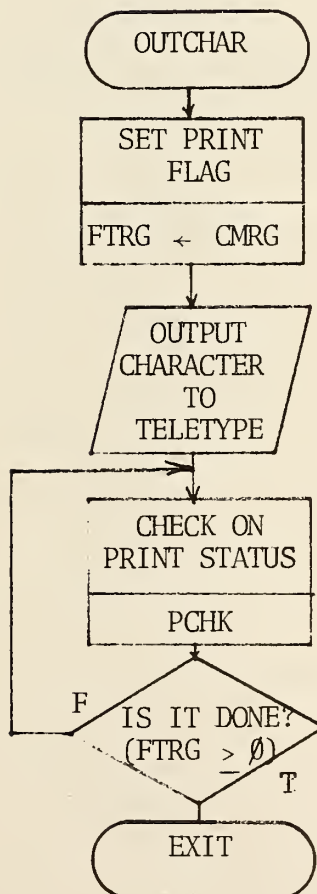 OUTCHAR
SET PRINT
FLAG
FTRG ← CMRG
OUTPUT
CHARACTER
TO
TELETYPE
CHECK ON
PRINT STATUS
PCHK
F
IS IT DONE?
(FTRG ≥ Ø)
T
EXIT